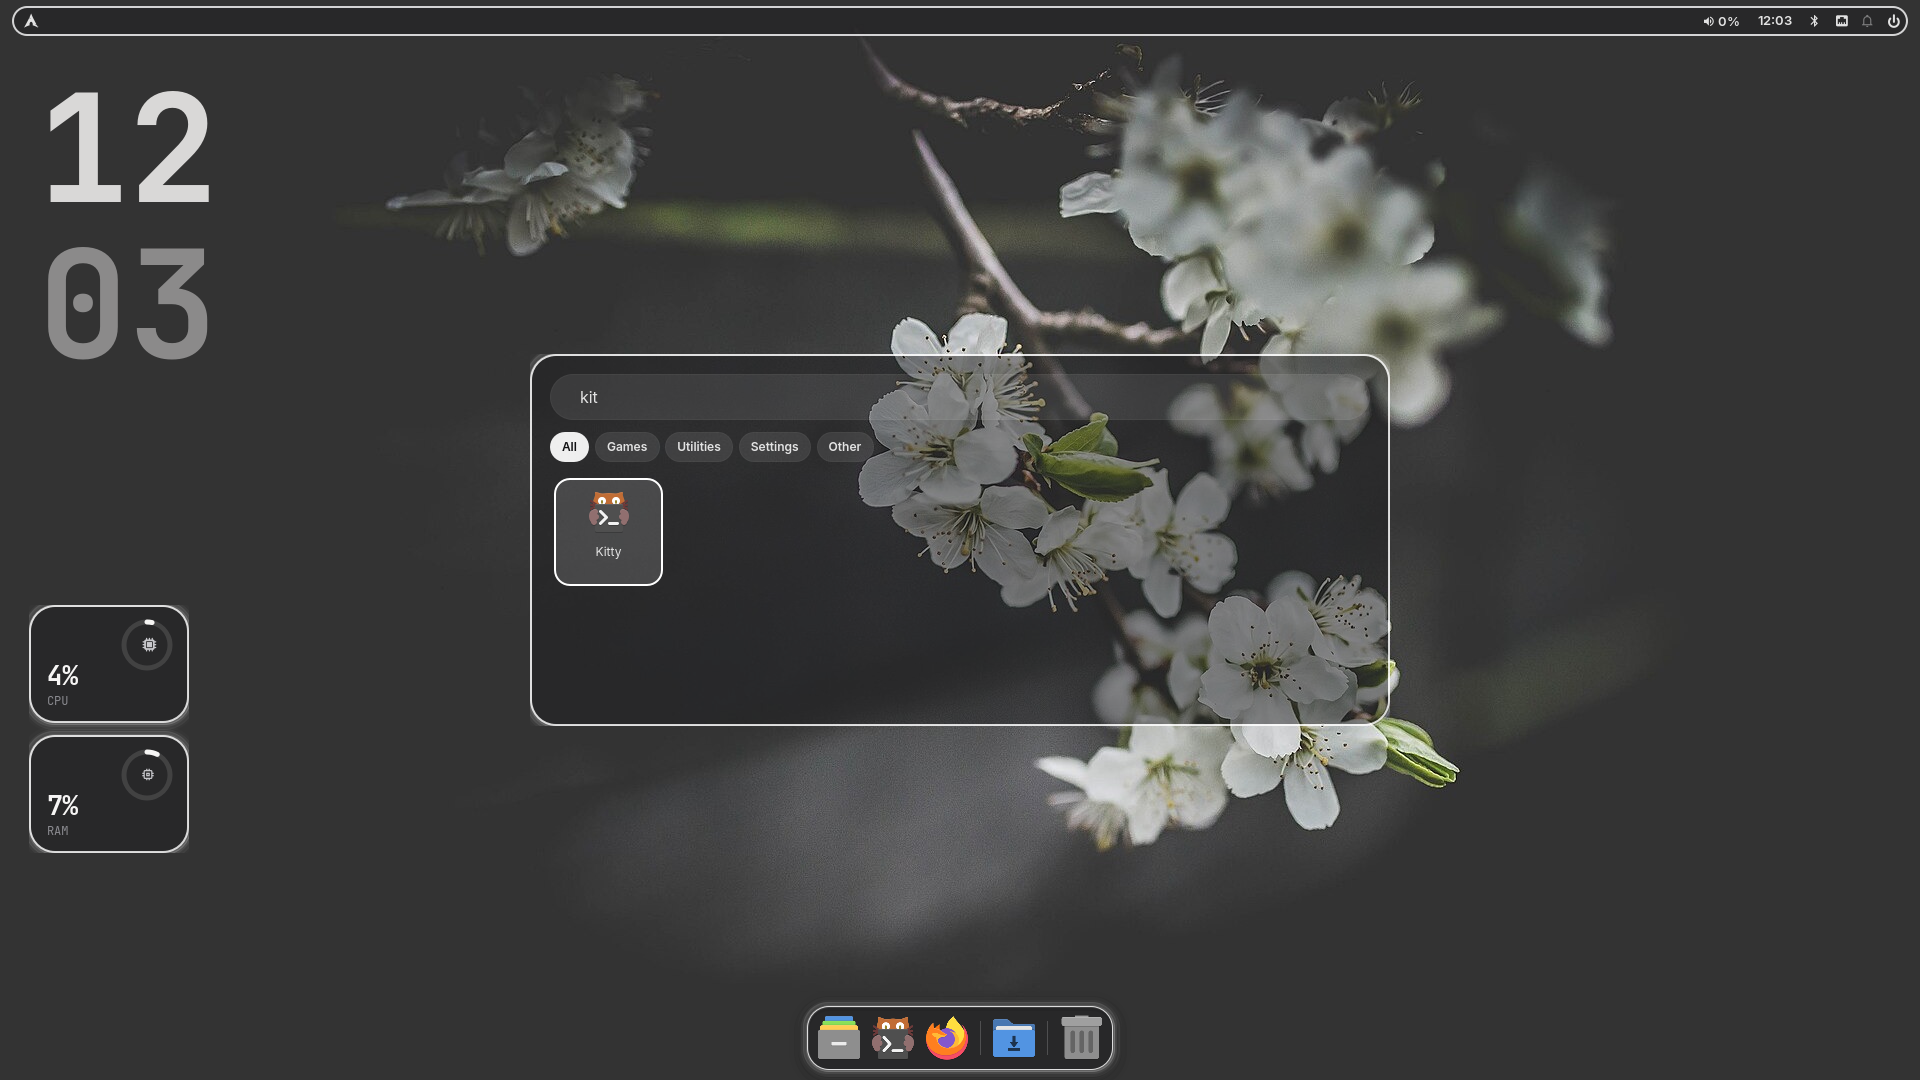 0%
12:03
12
03
kit
All
Games
Utilities
Settings
Other
Kitty
4%
CPU
7%
RAM